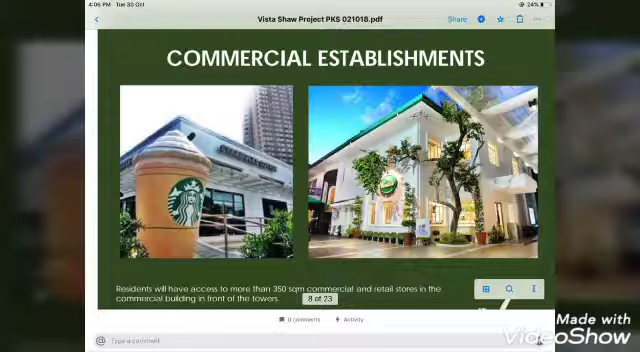 4:06 PM Tue 30 Oct
24%
Vista Shaw Project PKS 021018.pdf
Share
COMMERCIAL ESTABLISHMENTS
STARBUCKS COFFEE
Residents will have access to more than 350 sqm commercial and retail stores in the
commercial building in front of the towers.
8 of 23
0 comments
Activity
@ Type a comment
Made with
VideoShow